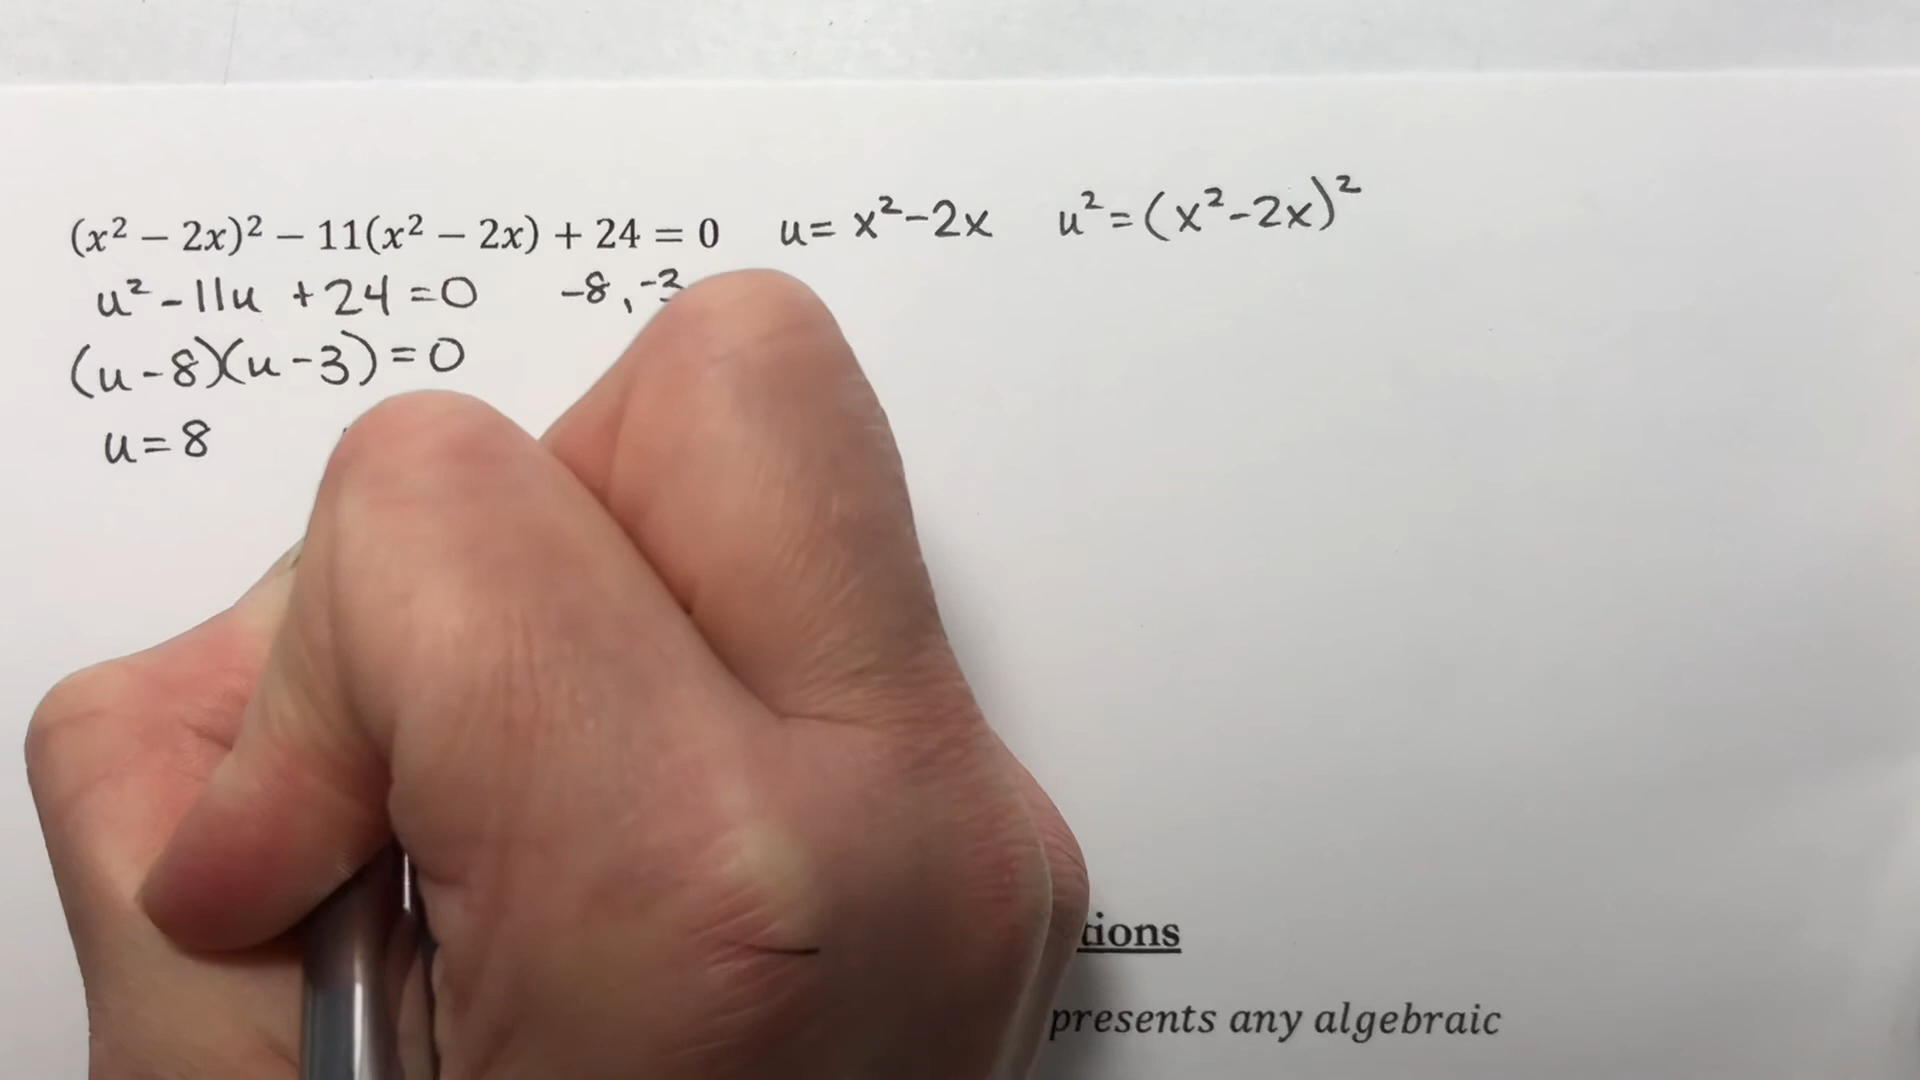 (x² − 2x)² − 11(x² − 2x) + 24 = 0 u = x²-2x u² = (x²-2x)²
u² - 11u + 24 = 0 -8, -3
(u-8)(u-3) = 0
u = 8
tions
presents any algebraic